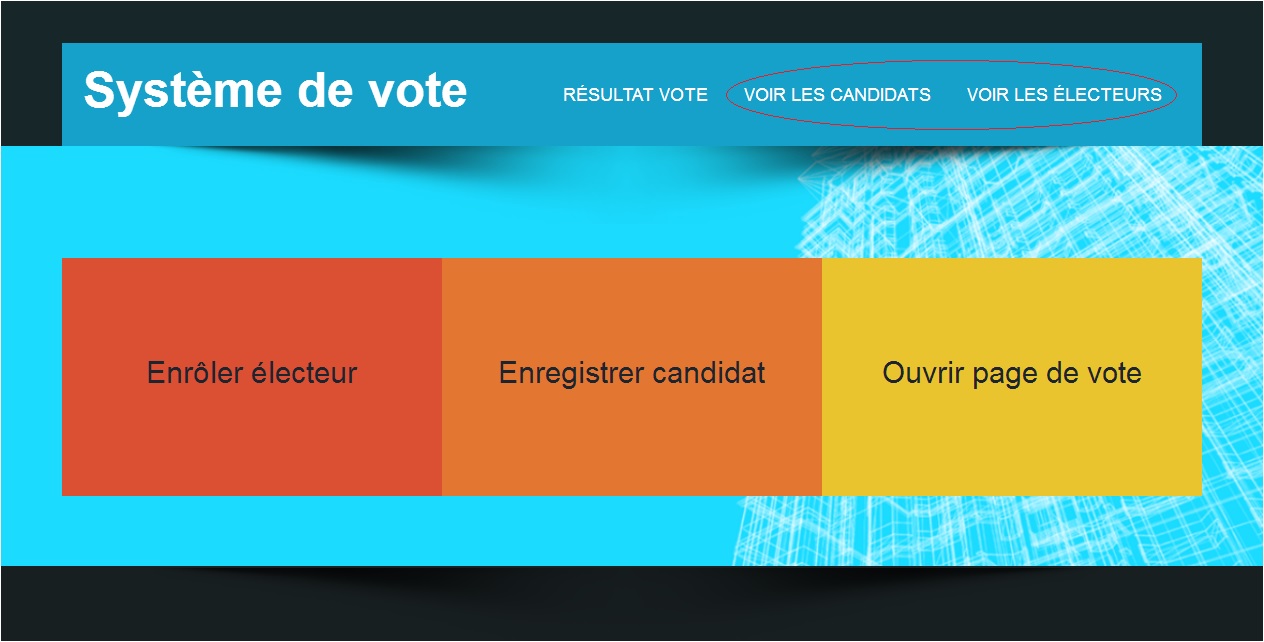 Système de vote
RÉSULTAT VOTE VOIR LES CANDIDATS VOIR LES ÉLECTEURS
Enrôler électeur
Enregistrer candidat
Ouvrir page de vote